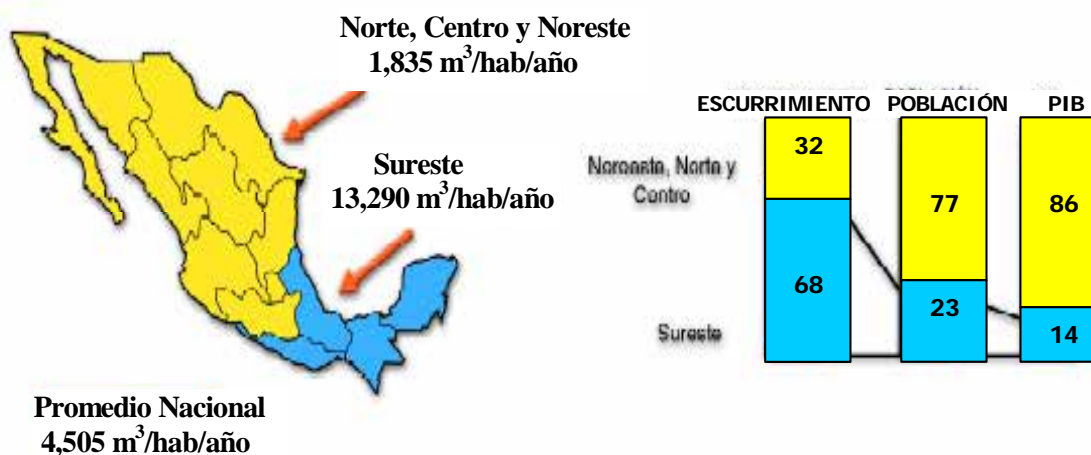 Norte, Centro y Noreste
1,835 m³/hab/año
Sureste
13,290 m³/hab/año
Promedio Nacional
4,505 m³/hab/año
ESCURRIMIENTO POBLACIÓN PIB
Noroeste, Norte y
Centro
Sureste
32
68
77
23
86
14